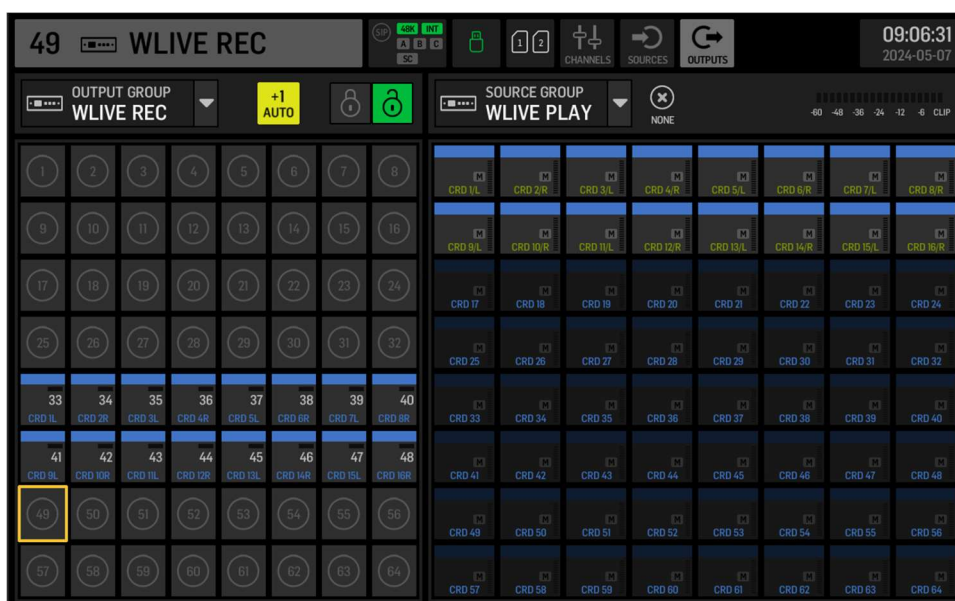 49 WLIVE REC
SIP 48K INT A B C SC
1 2
CHANNELS SOURCES OUTPUTS
09:06:31
2024-05-07
OUTPUT GROUP
WLIVE REC
+1
AUTO
SOURCE GROUP
WLIVE PLAY
NONE
-60 -48 -36 -24 -12 -6 CLIP
1 2 3 4 5 6 7 8
M M M M M M M M
CRD 1/L CRD 2/R CRD 3/L CRD 4/R CRD 5/L CRD 6/R CRD 7/L CRD 8/R
9 10 11 12 13 14 15 16
M M M M M M M M
CRD 9/L CRD 10/R CRD 11/L CRD 12/R CRD 13/L CRD 14/R CRD 15/L CRD 16/R
17 18 19 20 21 22 23 24
M M M M M M M M
CRD 17 CRD 18 CRD 19 CRD 20 CRD 21 CRD 22 CRD 23 CRD 24
25 26 27 28 29 30 31 32
M M M M M M M M
CRD 25 CRD 26 CRD 27 CRD 28 CRD 29 CRD 30 CRD 31 CRD 32
33 34 35 36 37 38 39 40
CRD 1L CRD 2R CRD 3L CRD 4R CRD 5L CRD 6R CRD 7L CRD 8R
M M M M M M M M
CRD 33 CRD 34 CRD 35 CRD 36 CRD 37 CRD 38 CRD 39 CRD 40
41 42 43 44 45 46 47 48
CRD 9L CRD 10R CRD 11L CRD 12R CRD 13L CRD 14R CRD 15L CRD 16R
M M M M M M M M
CRD 41 CRD 42 CRD 43 CRD 44 CRD 45 CRD 46 CRD 47 CRD 48
49 50 51 52 53 54 55 56
M M M M M M M M
CRD 49 CRD 50 CRD 51 CRD 52 CRD 53 CRD 54 CRD 55 CRD 56
57 58 59 60 61 62 63 64
M M M M M M M M
CRD 57 CRD 58 CRD 59 CRD 60 CRD 61 CRD 62 CRD 63 CRD 64